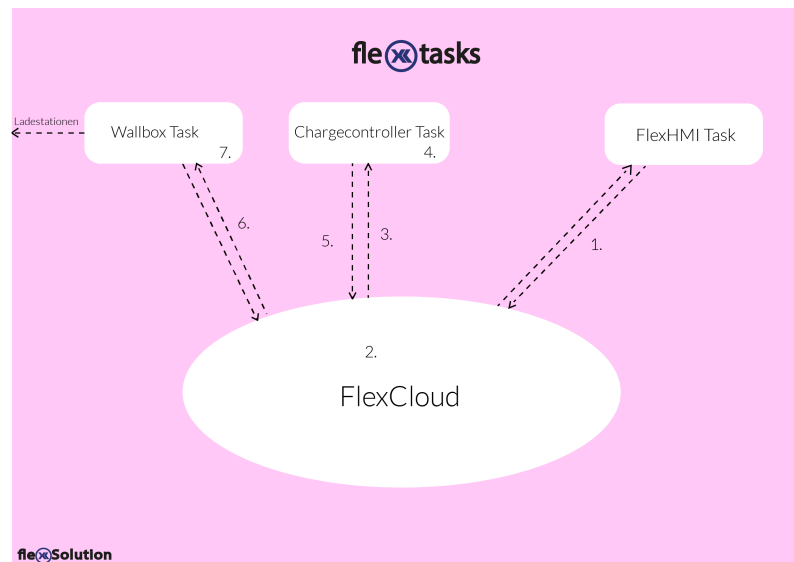 flextasks
Ladestationen
Wallbox Task
7.
Chargecontroller Task
4.
FlexHMI Task
6.
5.
3.
1.
2.
FlexCloud
flexSolution